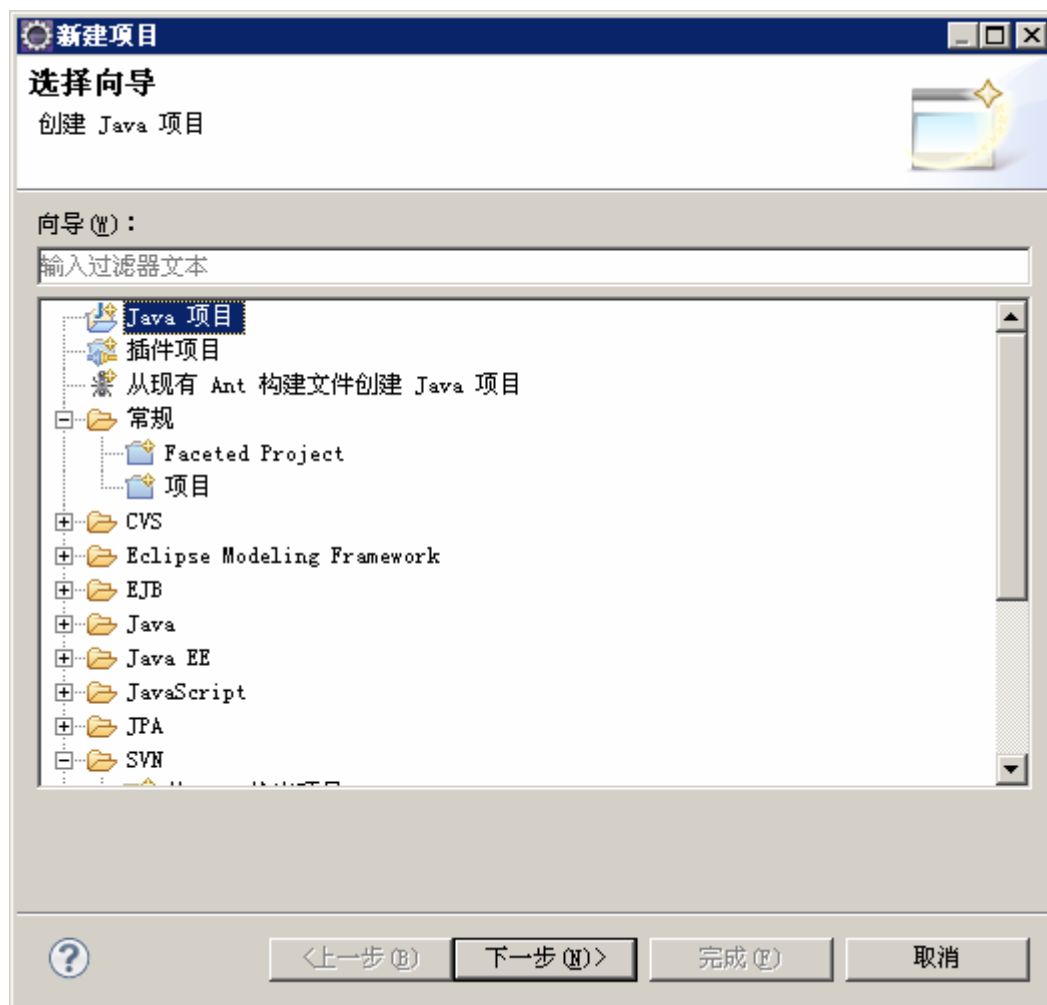 新建项目
选择向导
创建 Java 项目
向导(W)：
输入过滤器文本
Java 项目
插件项目
从现有 Ant 构建文件创建 Java 项目
常规
Faceted Project
项目
CVS
Eclipse Modeling Framework
EJB
Java
Java EE
JavaScript
JPA
SVN
<上一步(B) 下一步(N)> 完成(F) 取消